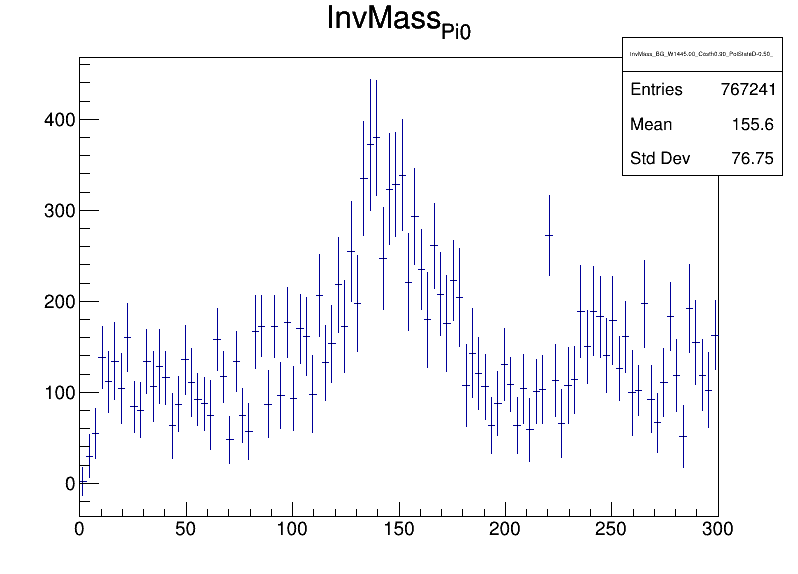 InvMass_Pi0
InvMass_BG_W1445.00_Costh0.90_PolStateD-0.50_
Entries 767241
Mean 155.6
Std Dev 76.75
400
300
200
100
0
0 50 100 150 200 250 300